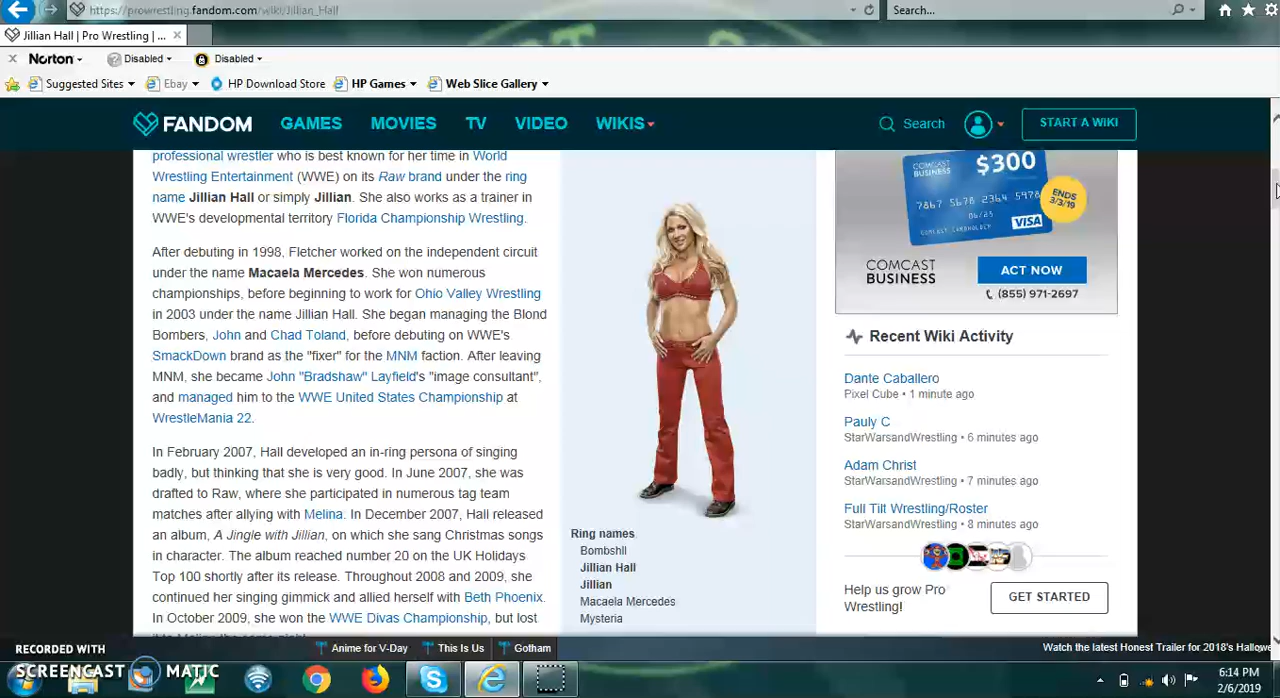 https://prowrestling.fandom.com/wiki/Jillian_Hall
Search...
Jillian Hall | Pro Wrestling | ...
Norton
Disabled
Disabled
Suggested Sites
Ebay
HP Download Store
HP Games
Web Slice Gallery
FANDOM
GAMES
MOVIES
TV
VIDEO
WIKIS
Search
START A WIKI
professional wrestler who is best known for her time in World
Wrestling Entertainment (WWE) on its Raw brand under the ring
name Jillian Hall or simply Jillian. She also works as a trainer in
WWE's developmental territory Florida Championship Wrestling.
After debuting in 1998, Fletcher worked on the independent circuit
under the name Macaela Mercedes. She won numerous
championships, before beginning to work for Ohio Valley Wrestling
in 2003 under the name Jillian Hall. She began managing the Blond
Bombers, John and Chad Toland, before debuting on WWE's
SmackDown brand as the "fixer" for the MNM faction. After leaving
MNM, she became John "Bradshaw" Layfield's "image consultant",
and managed him to the WWE United States Championship at
WrestleMania 22.
In February 2007, Hall developed an in-ring persona of singing
badly, but thinking that she is very good. In June 2007, she was
drafted to Raw, where she participated in numerous tag team
matches after allying with Melina. In December 2007, Hall released
an album, A Jingle with Jillian, on which she sang Christmas songs
in character. The album reached number 20 on the UK Holidays
Top 100 shortly after its release. Throughout 2008 and 2009, she
continued her singing gimmick and allied herself with Beth Phoenix.
In October 2009, she won the WWE Divas Championship, but lost
Ring names
Bombshll
Jillian Hall
Jillian
Macaela Mercedes
Mysteria
COMCAST
BUSINESS
$300
7867 5678 2364 5978
06/23
VISA
ENDS
3/3/19
COMCAST
BUSINESS
ACT NOW
(855) 971-2697
Recent Wiki Activity
Dante Caballero
Pixel Cube • 1 minute ago
Pauly C
StarWarsandWrestling • 6 minutes ago
Adam Christ
StarWarsandWrestling • 7 minutes ago
Full Tilt Wrestling/Roster
StarWarsandWrestling • 8 minutes ago
Help us grow Pro
Wrestling!
GET STARTED
Anime for V-Day
This Is Us
Gotham
Watch the latest Honest Trailer for 2018's Hallowe
RECORDED WITH
SCREENCAST MATIC
6:14 PM
2/6/2019